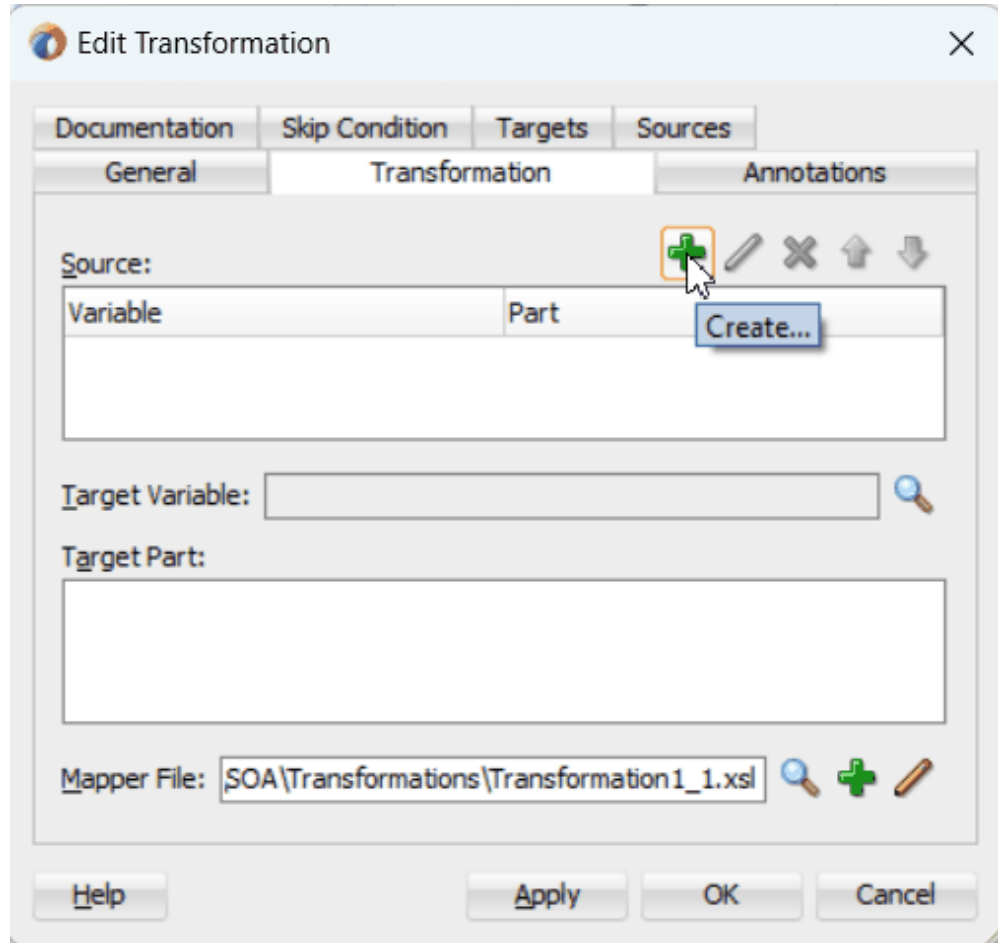 Edit Transformation
Documentation Skip Condition Targets Sources
General Transformation Annotations
Source:
Variable Part
Create...
Target Variable:
Target Part:
Mapper File: SOA\Transformations\Transformation1_1.xsl
Help Apply OK Cancel